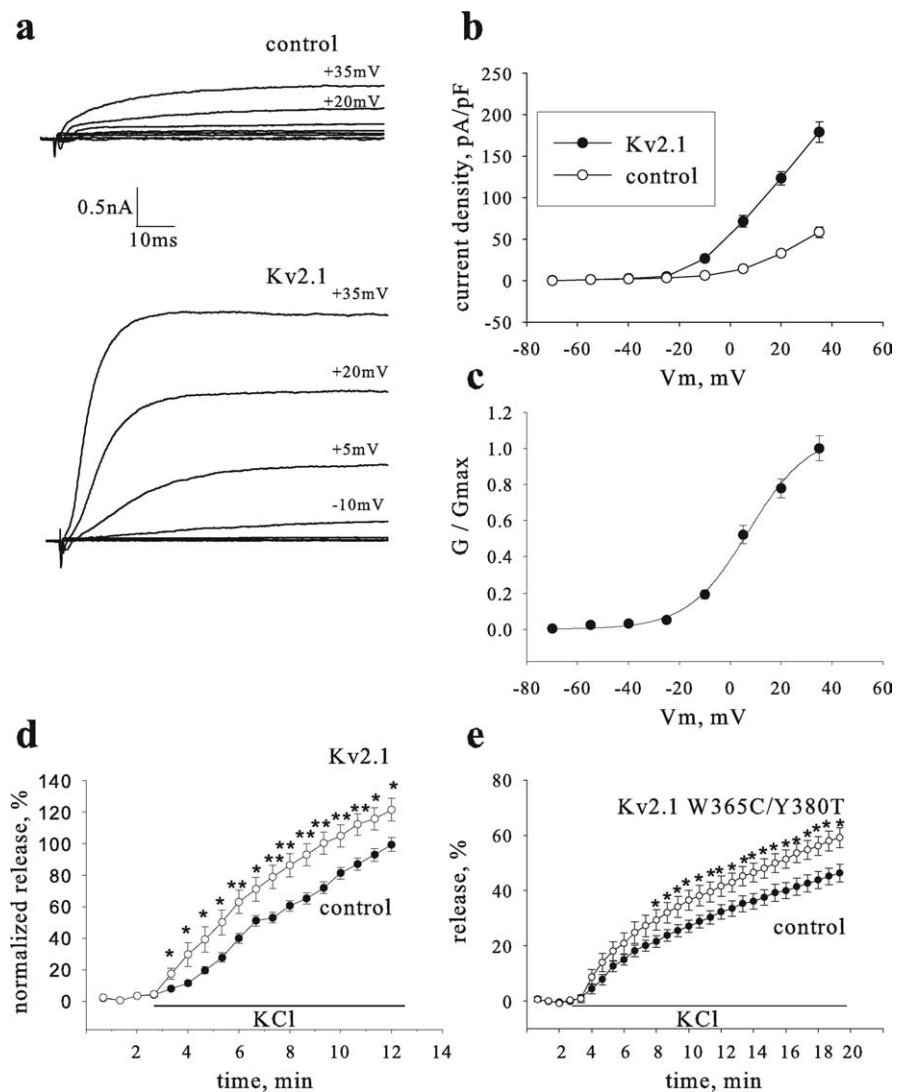 a
control
+35mV
+20mV
0.5nA
10ms
Kv2.1
+35mV
+20mV
+5mV
-10mV
b
current density, pA/pF
250
200
150
100
50
0
-50
Kv2.1
control
-80 -60 -40 -20 0 20 40 60
Vm, mV
c
G / Gmax
1.2
1.0
0.8
0.6
0.4
0.2
0.0
-80 -60 -40 -20 0 20 40 60
Vm, mV
d
Kv2.1
normalized release, %
140
120
100
80
60
40
20
0
* * * * ** * ** ** ** ** ** ** * *
control
KCl
0 2 4 6 8 10 12 14
time, min
e
Kv2.1 W365C/Y380T
release, %
80
60
40
20
0
* * * * * * * * * * * * * * * * * *
control
KCl
2 4 6 8 10 12 14 16 18 20
time, min